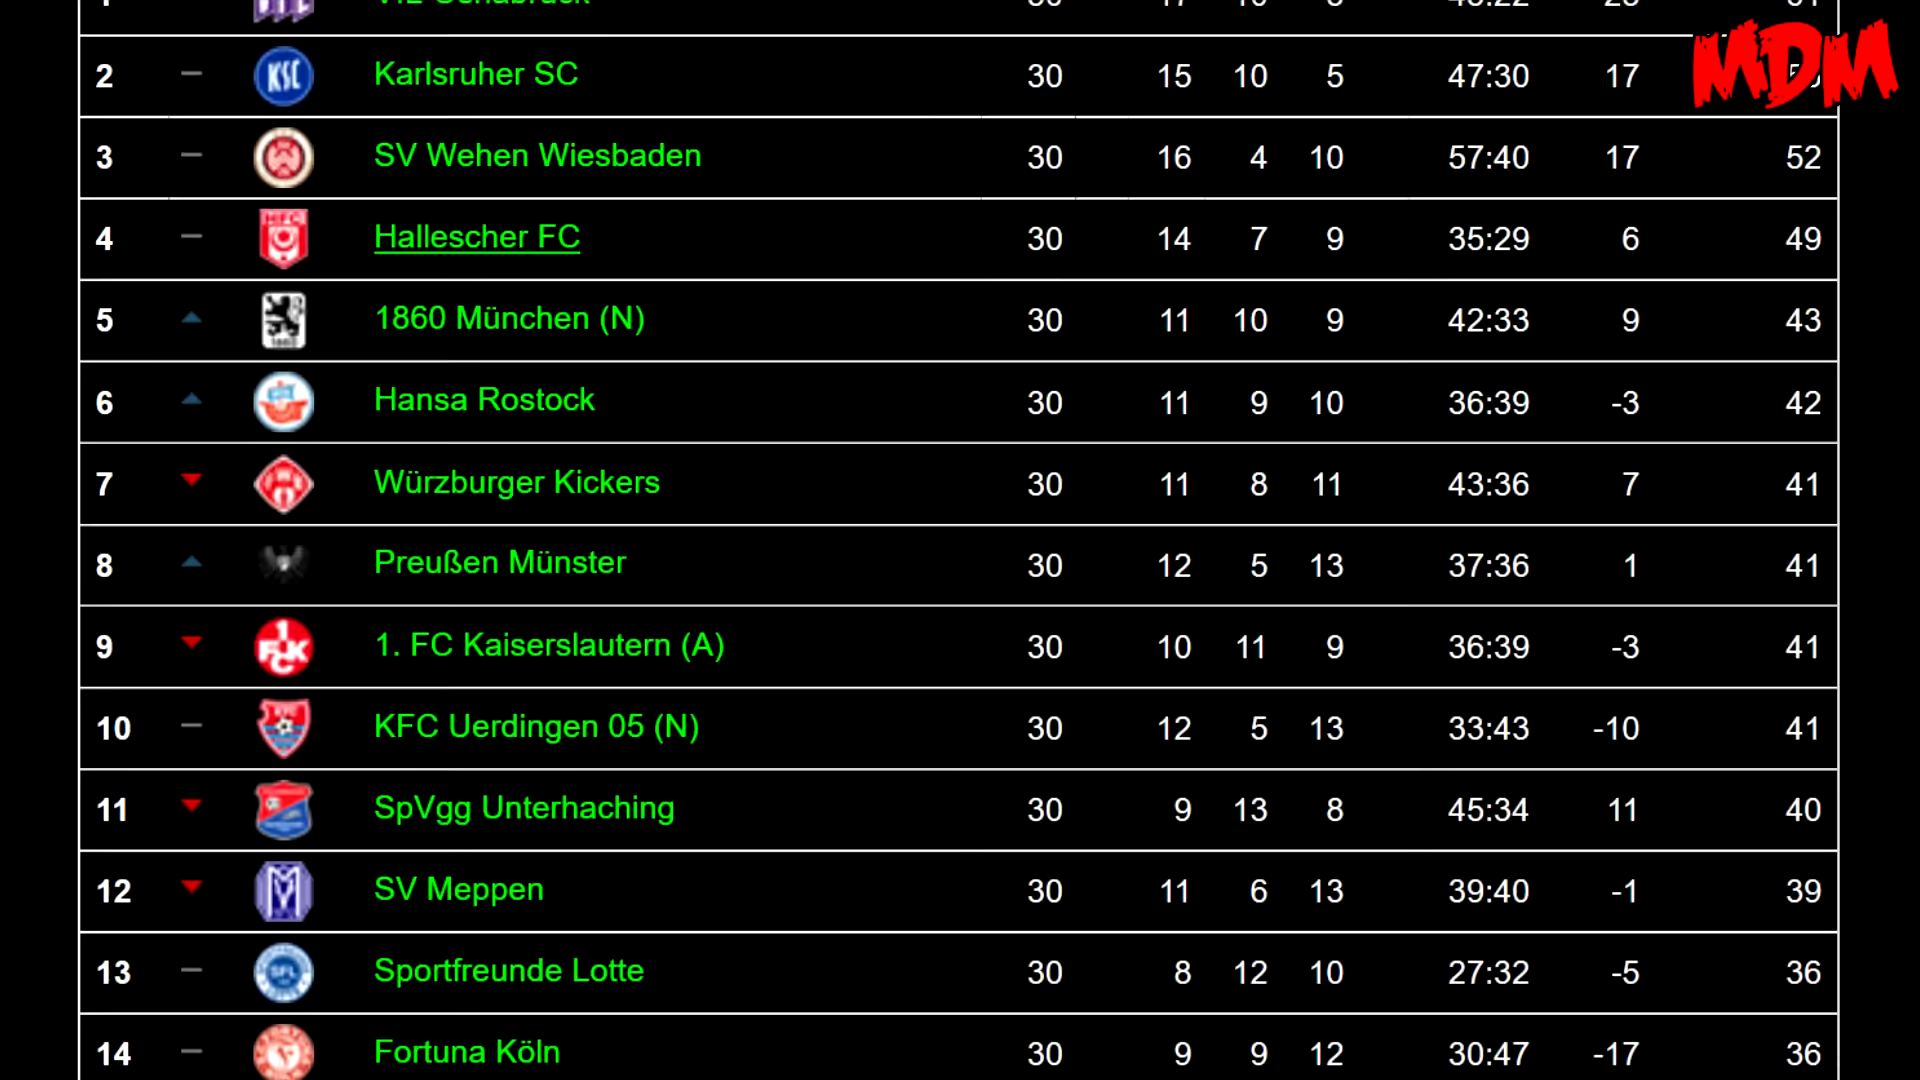 MDM
2 – Karlsruher SC 30 15 10 5 47:30 17
3 – SV Wehen Wiesbaden 30 16 4 10 57:40 17 52
4 – Hallescher FC 30 14 7 9 35:29 6 49
5 1860 München (N) 30 11 10 9 42:33 9 43
6 Hansa Rostock 30 11 9 10 36:39 -3 42
7 Würzburger Kickers 30 11 8 11 43:36 7 41
8 Preußen Münster 30 12 5 13 37:36 1 41
9 1. FC Kaiserslautern (A) 30 10 11 9 36:39 -3 41
10 – KFC Uerdingen 05 (N) 30 12 5 13 33:43 -10 41
11 SpVgg Unterhaching 30 9 13 8 45:34 11 40
12 SV Meppen 30 11 6 13 39:40 -1 39
13 – Sportfreunde Lotte 30 8 12 10 27:32 -5 36
14 – Fortuna Köln 30 9 9 12 30:47 -17 36